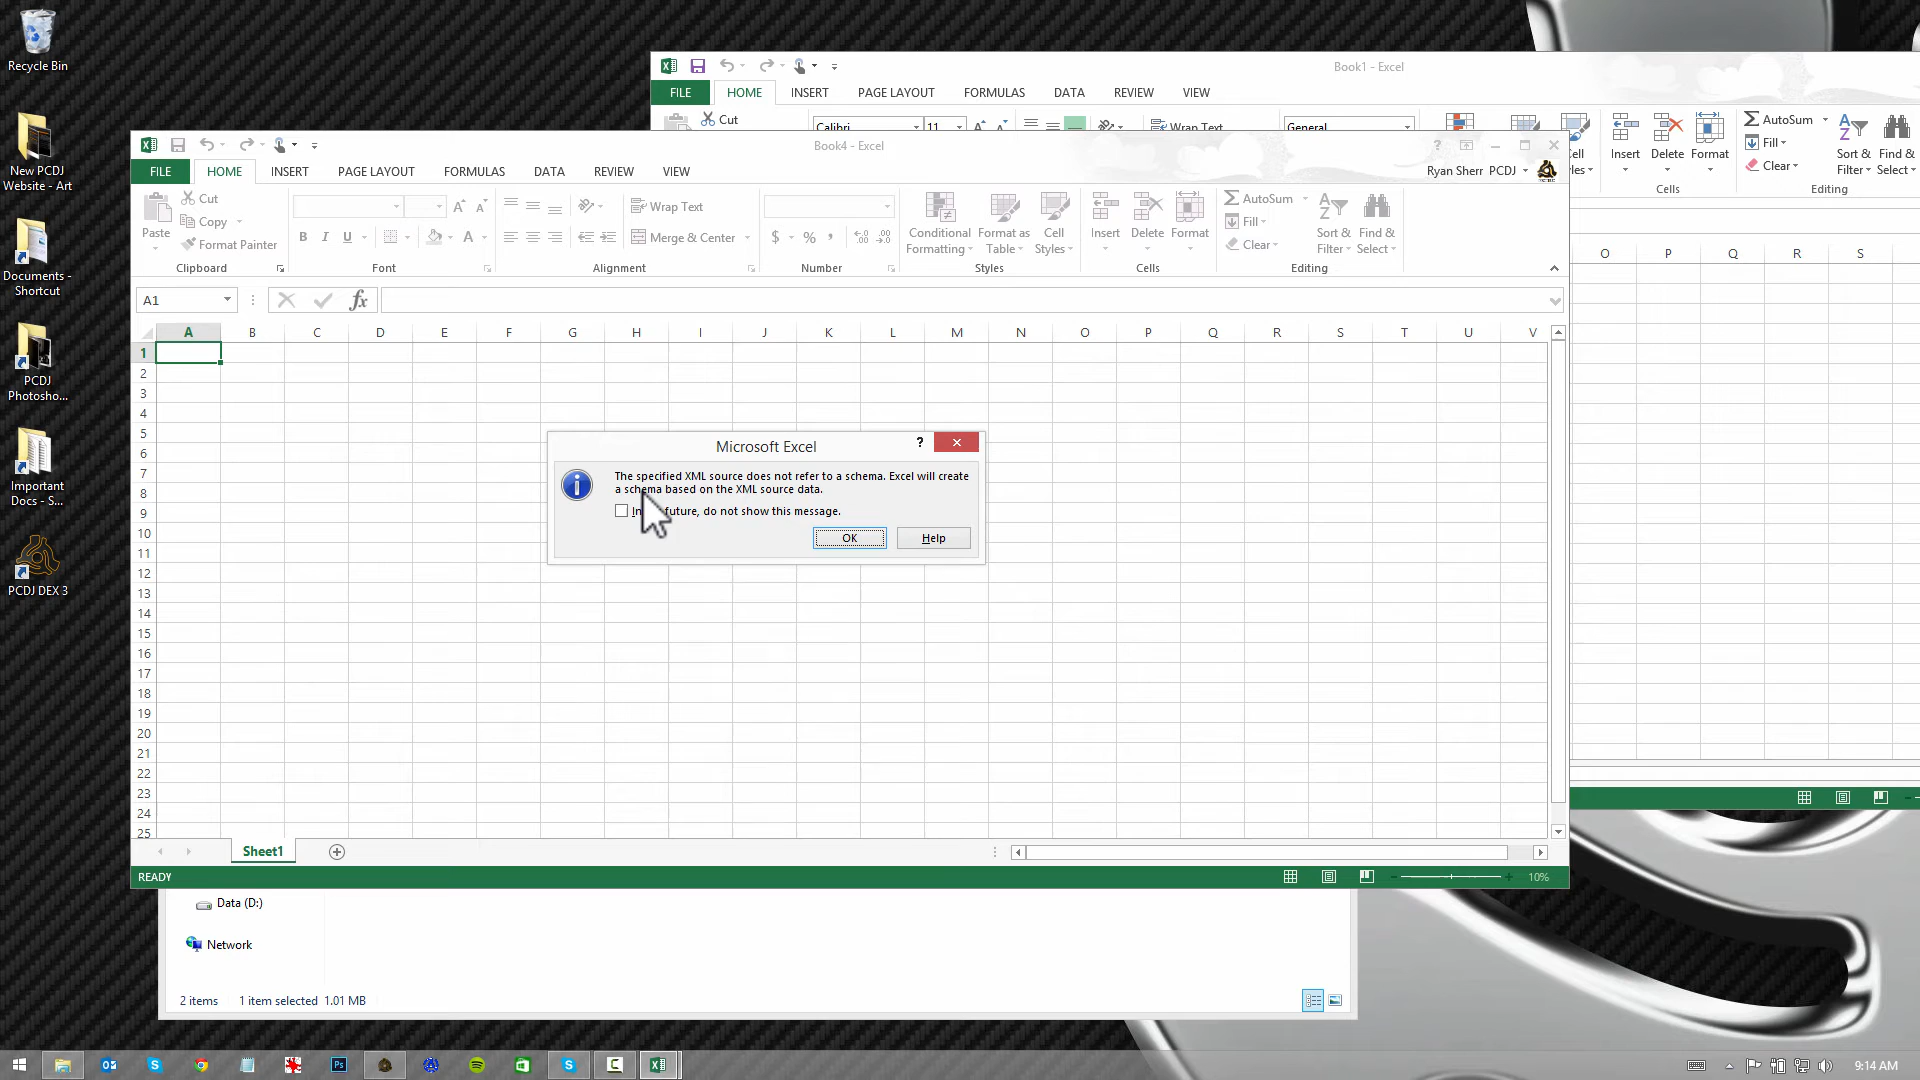 Recycle Bin
New PCDJ
Website - Art
Documents -
Shortcut
PCDJ
Photosho...
Important
Docs - S...
PCDJ DEX 3
Book1 - Excel
FILE HOME INSERT PAGE LAYOUT FORMULAS DATA REVIEW VIEW
Cut
Calibri 11 Wrap Text General
Insert Delete Format
Cells
AutoSum
Fill
Clear
Sort & Find &
Filter Select
Editing
O P Q R S
Book4 - Excel
FILE HOME INSERT PAGE LAYOUT FORMULAS DATA REVIEW VIEW
Ryan Sherr PCDJ
Paste
Cut
Copy
Format Painter
Clipboard
B I U A
Font
Wrap Text
Merge & Center
Alignment
$ % ,
Number
Conditional Format as Cell
Formatting Table Styles
Styles
Insert Delete Format
Cells
AutoSum
Fill
Clear
Sort & Find &
Filter Select
Editing
A1
fx
A B C D E F G H I J K L M N O P Q R S T U V
1
2
3
4
5
6
7
8
9
10
11
12
13
14
15
16
17
18
19
20
21
22
23
24
25
Microsoft Excel
The specified XML source does not refer to a schema. Excel will create
a schema based on the XML source data.
future, do not show this message.
OK Help
Sheet1
READY
10%
Data (D:)
Network
2 items 1 item selected 1.01 MB
9:14 AM